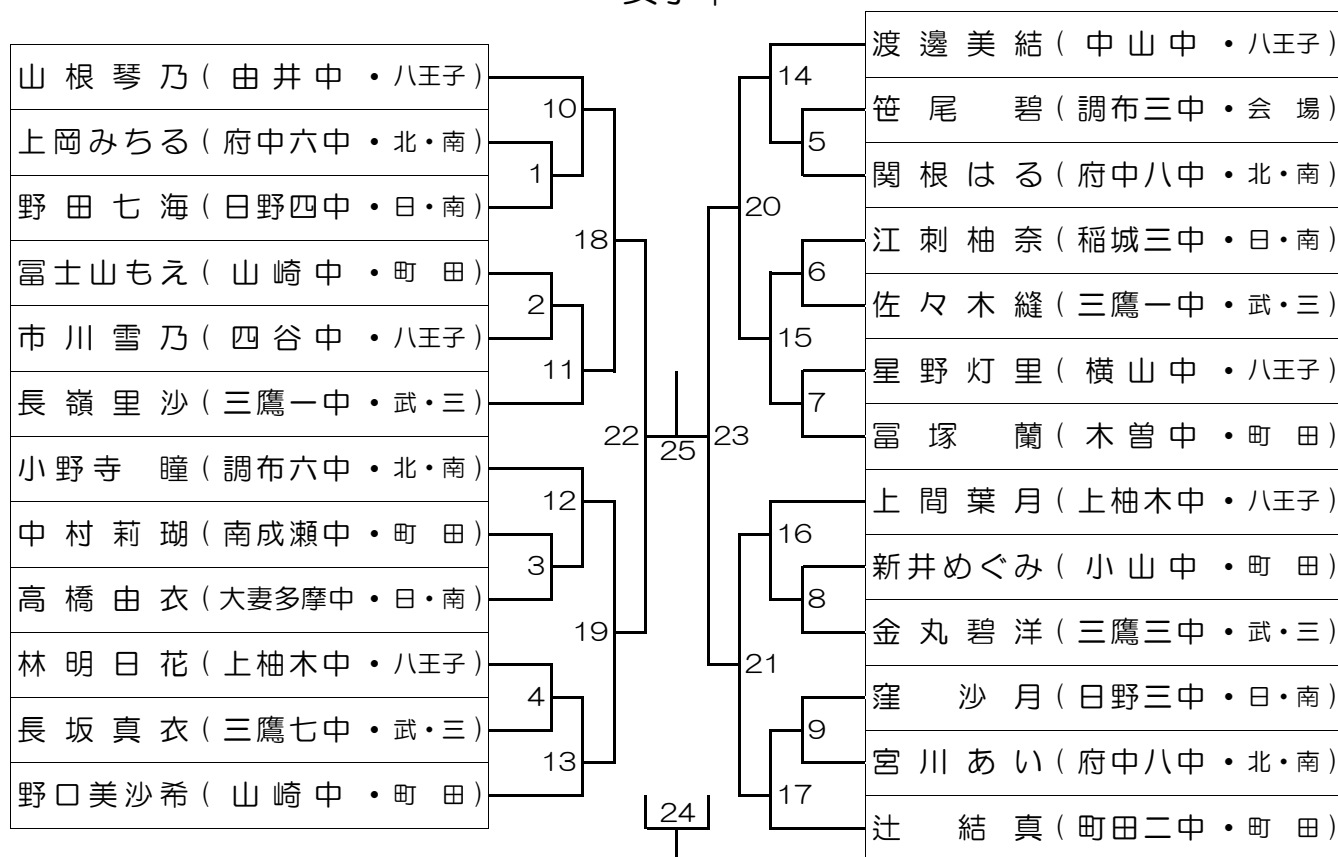 山根琴乃(由井中・八王子)
上岡みちる(府中六中・北・南)
野田七海(日野四中・日・南)
冨士山もえ(山崎中・町田)
市川雪乃(四谷中・八王子)
長嶺里沙(三鷹一中・武・三)
小野寺瞳(調布六中・北・南)
中村莉瑚(南成瀬中・町田)
高橋由衣(大妻多摩中・日・南)
林明日花(上柚木中・八王子)
長坂真衣(三鷹七中・武・三)
野口美沙希(山崎中・町田)
10
1
18
2
11
22
12
3
19
4
13
25
24
14
5
20
6
15
7
23
16
8
21
9
17
渡邊美結(中山中・八王子)
笹尾碧(調布三中・会場)
関根はる(府中八中・北・南)
江刺柚奈(稲城三中・日・南)
佐々木縫(三鷹一中・武・三)
星野灯里(横山中・八王子)
冨塚蘭(木曽中・町田)
上間葉月(上柚木中・八王子)
新井めぐみ(小山中・町田)
金丸碧洋(三鷹三中・武・三)
窪沙月(日野三中・日・南)
宮川あい(府中八中・北・南)
辻結真(町田二中・町田)